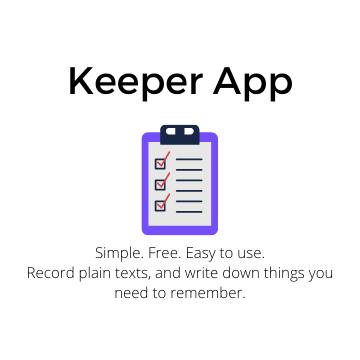 Keeper App
Simple. Free. Easy to use.
Record plain texts, and write down things you
need to remember.